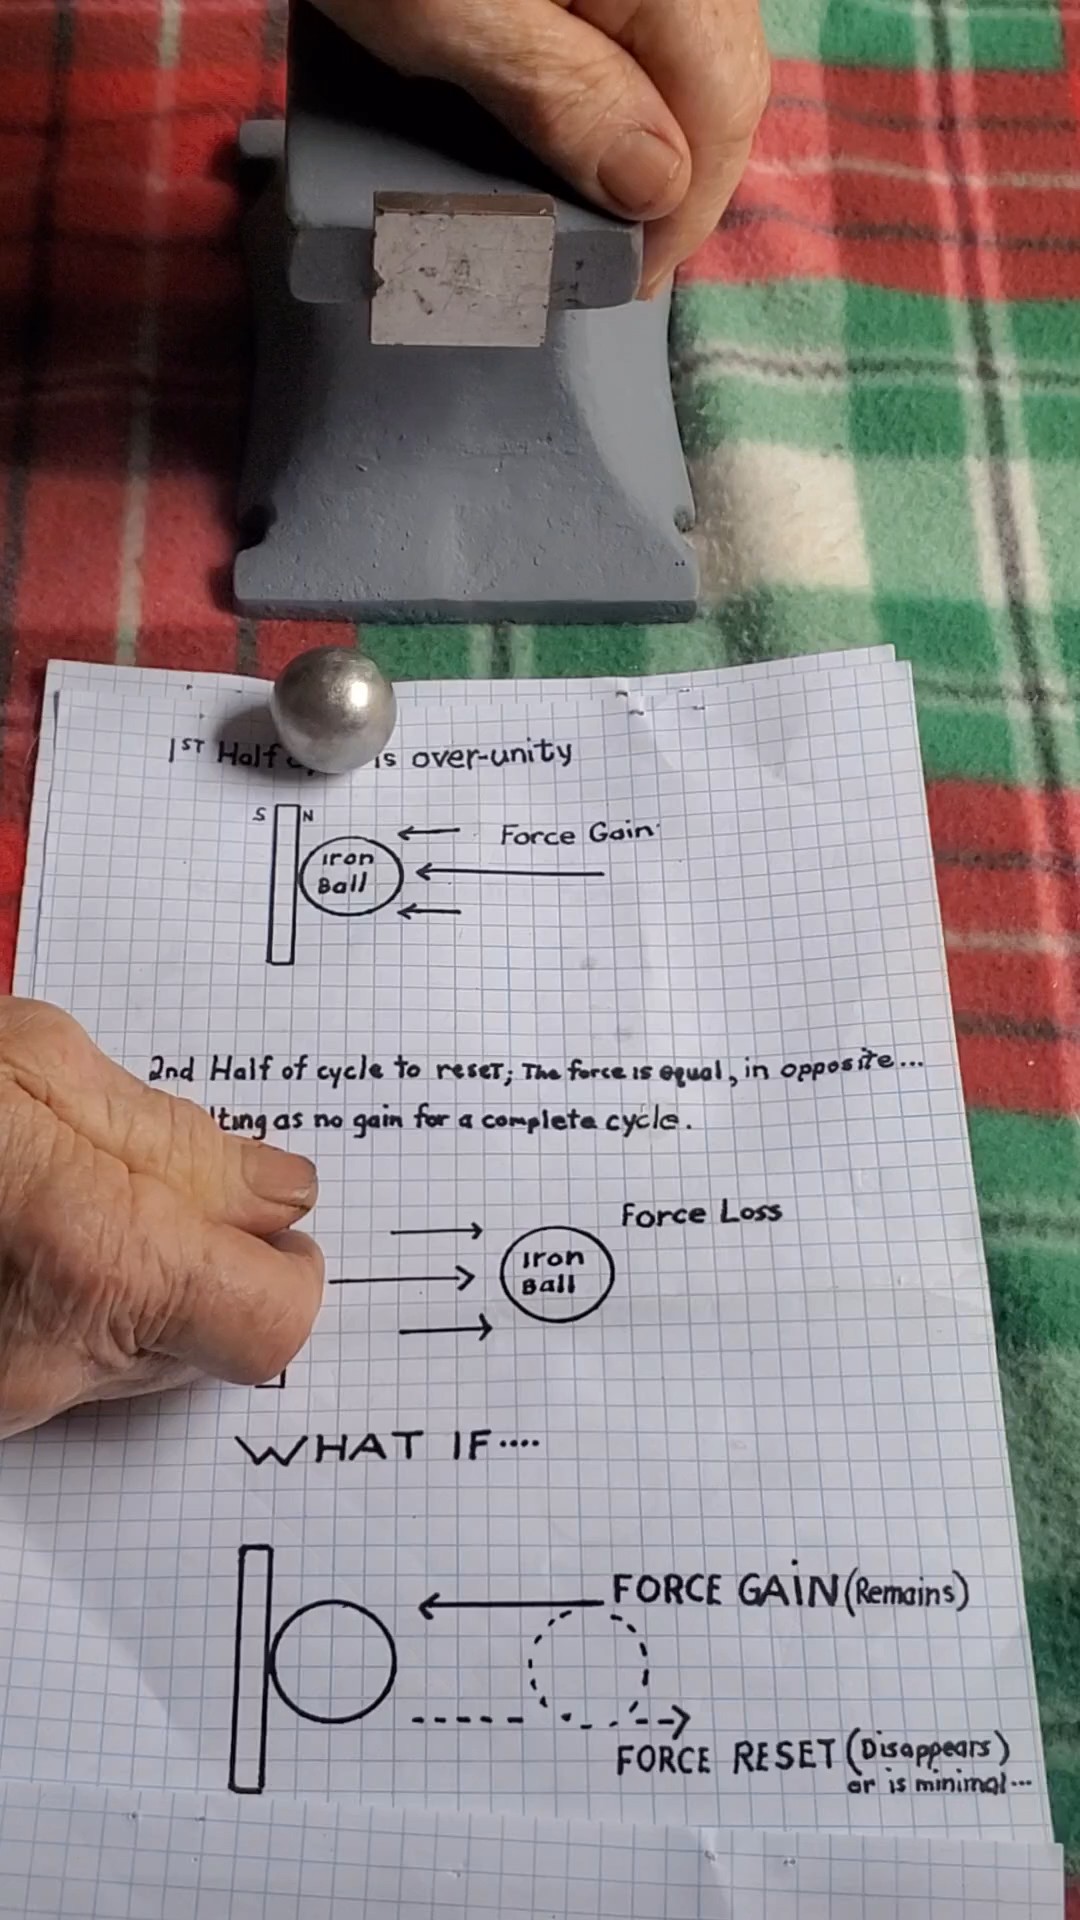 1ST Half is over-unity
S N
Force Gain
Iron
Ball
2nd Half of cycle to reset; The force is equal, in opposite...
lting as no gain for a complete cycle.
Force Loss
Iron
Ball
WHAT IF....
FORCE GAIN (Remains)
FORCE RESET (Disappears)
or is minimal...